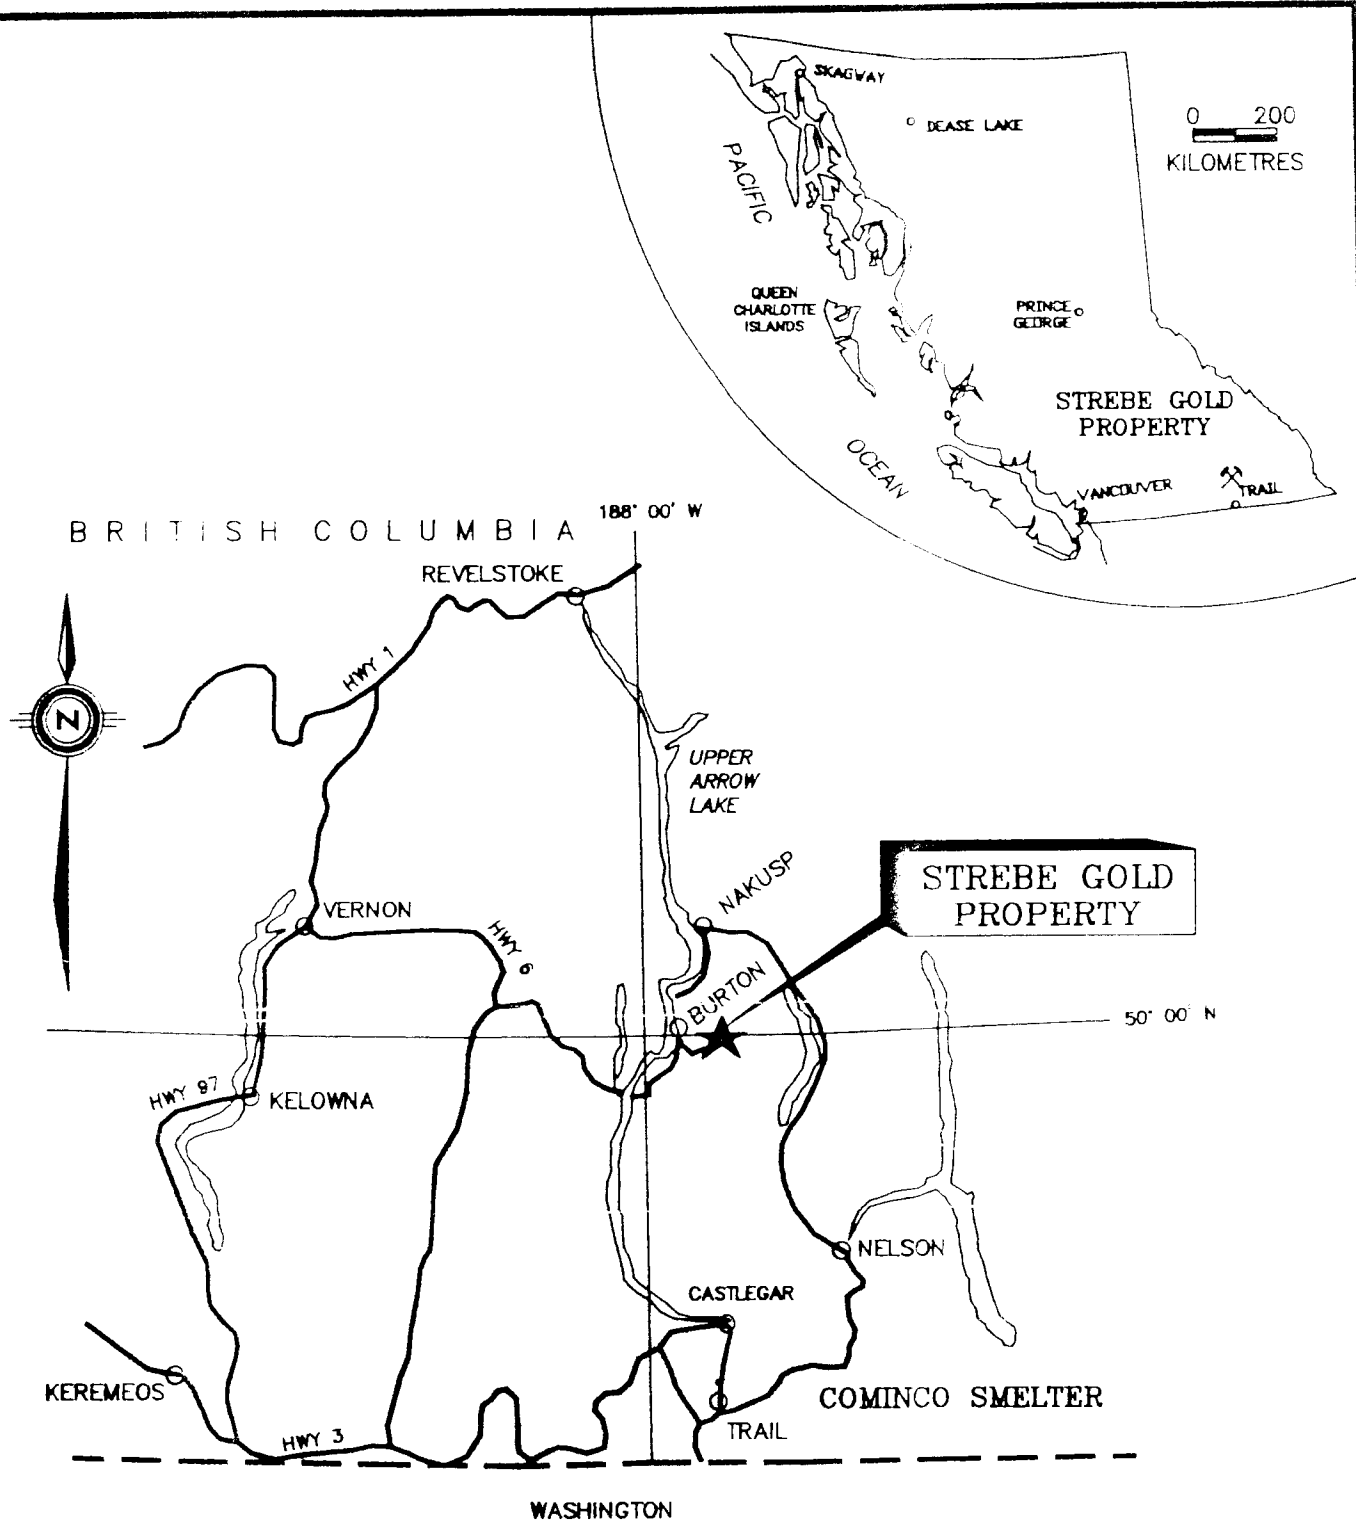 SKAGWAY
DEASE LAKE
0 200
KILOMETRES
PACIFIC
QUEEN
CHARLOTTE
ISLANDS
PRINCE
GEORGE
STREBE GOLD
PROPERTY
OCEAN
VANCOUVER
TRAIL
BRITISH COLUMBIA
188° 00' W
REVELSTOKE
HWY 1
N
UPPER
ARROW
LAKE
NAKUSP
STREBE GOLD
PROPERTY
VERNON
HWY 6
BURTON
50° 00' N
HWY 97
KELOWNA
NELSON
CASTLEGAR
KEREMEOS
COMINCO SMELTER
TRAIL
HWY 3
WASHINGTON